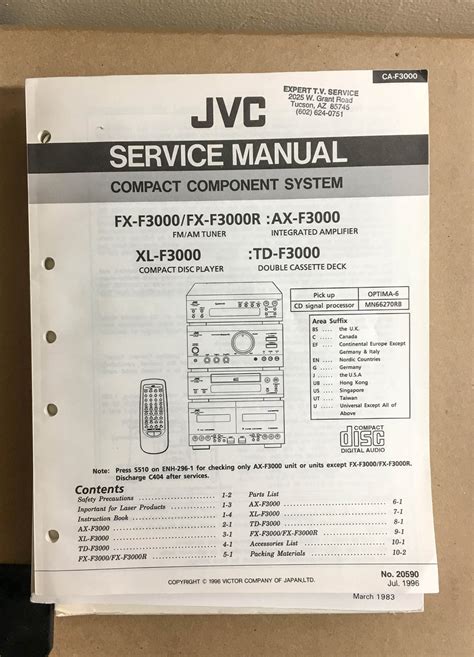 CA-F3000
EXPERT T.V. SERVICE
2025 W. Grant Road
Tucson, AZ 85745
(602) 624-0751
JVC
SERVICE MANUAL
COMPACT COMPONENT SYSTEM
FX-F3000/FX-F3000R :AX-F3000
FM/AM TUNER INTEGRATED AMPLIFIER
XL-F3000 :TD-F3000
COMPACT DISC PLAYER DOUBLE CASSETTE DECK
Pick up OPTIMA-6
CD signal processor MN66270RB
Area Suffix
BS ..... the U.K.
C ..... Canada
EF ..... Continental Europe Except
Germany & Italy
EN ..... Nordic Countries
G ..... Germany
J ..... the U.S.A
UB ..... Hong Kong
US ..... Singapore
UT ..... Taiwan
U ..... Universal Except All of
Above
COMPACT
disc
DIGITAL AUDIO
Note: Press S510 on ENH-296-1 for checking only AX-F3000 unit or units except FX-F3000/FX-F3000R.
Discharge C404 after services.
Contents
Safety Precautions 1-2
Inportant for Laser Products 1-3
Instruction Book 1-4
AX-F3000 2-1
XL-F3000 3-1
TD-F3000 4-1
FX-F3000/FX-F3000R 5-1
Parts List
AX-F3000 6-1
XL-F3000 7-1
TD-F3000 8-1
FX-F3000/FX-F3000R 9-1
Accessories List 10-1
Packing Materials 10-2
COPYRIGHT © 1996 VICTOR COMPANY OF JAPAN,LTD.
No. 20590
Jul. 1996
March 1983